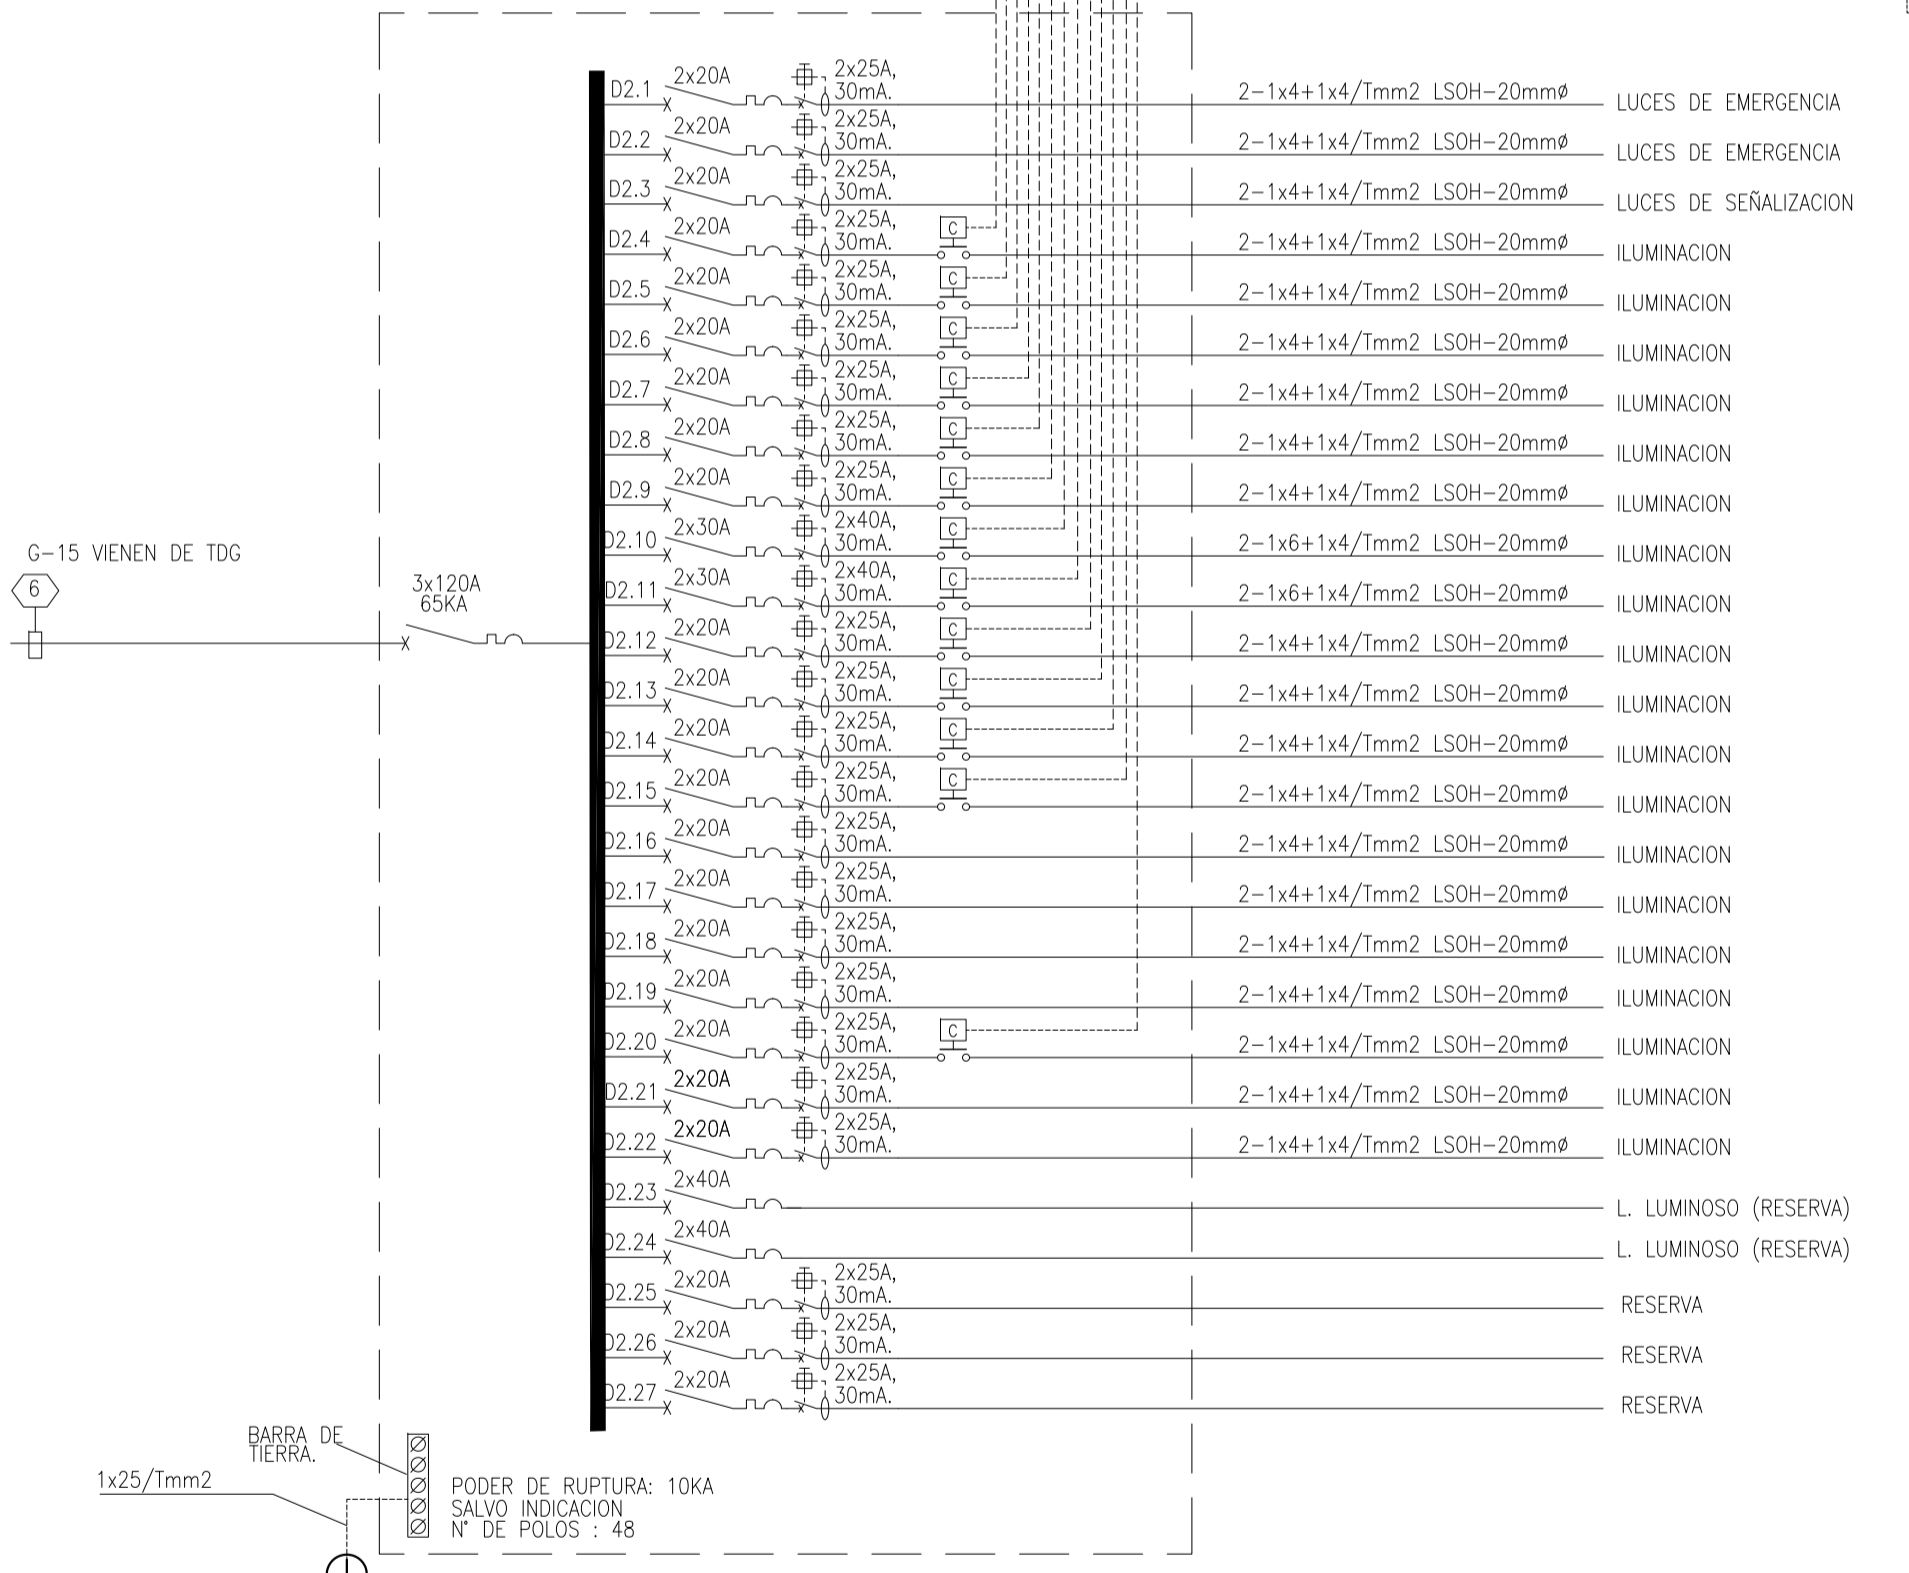 2x20A
2x25A,
D2.1
30mA.
2-1x4+1x4/Tmm2 LSOH-20mmø
LUCES DE EMERGENCIA
2x20A
2x25A,
D2.2
30mA.
2-1x4+1x4/Tmm2 LSOH-20mmø
LUCES DE EMERGENCIA
2x20A
2x25A,
D2.3
30mA.
2-1x4+1x4/Tmm2 LSOH-20mmø
LUCES DE SEÑALIZACION
2x20A
2x25A,
C
D2.4
30mA.
2-1x4+1x4/Tmm2 LSOH-20mmø
ILUMINACION
2x20A
2x25A,
C
D2.5
30mA.
2-1x4+1x4/Tmm2 LSOH-20mmø
ILUMINACION
2x20A
2x25A,
C
D2.6
30mA.
2-1x4+1x4/Tmm2 LSOH-20mmø
ILUMINACION
2x20A
2x25A,
C
D2.7
30mA.
2-1x4+1x4/Tmm2 LSOH-20mmø
ILUMINACION
2x20A
2x25A,
C
D2.8
30mA.
2-1x4+1x4/Tmm2 LSOH-20mmø
ILUMINACION
2x20A
2x25A,
C
D2.9
30mA.
2-1x4+1x4/Tmm2 LSOH-20mmø
ILUMINACION
2x30A
2x40A,
C
D2.10
30mA.
2-1x6+1x4/Tmm2 LSOH-20mmø
ILUMINACION
G-15 VIENEN DE TDG
6
3x120A
65KA
2x30A
2x40A,
C
D2.11
30mA.
2-1x6+1x4/Tmm2 LSOH-20mmø
ILUMINACION
2x20A
2x25A,
C
D2.12
30mA.
2-1x4+1x4/Tmm2 LSOH-20mmø
ILUMINACION
2x20A
2x25A,
C
D2.13
30mA.
2-1x4+1x4/Tmm2 LSOH-20mmø
ILUMINACION
2x20A
2x25A,
C
D2.14
30mA.
2-1x4+1x4/Tmm2 LSOH-20mmø
ILUMINACION
2x20A
2x25A,
C
D2.15
30mA.
2-1x4+1x4/Tmm2 LSOH-20mmø
ILUMINACION
2x20A
2x25A,
D2.16
30mA.
2-1x4+1x4/Tmm2 LSOH-20mmø
ILUMINACION
2x20A
2x25A,
D2.17
30mA.
2-1x4+1x4/Tmm2 LSOH-20mmø
ILUMINACION
2x20A
2x25A,
D2.18
30mA.
2-1x4+1x4/Tmm2 LSOH-20mmø
ILUMINACION
2x20A
2x25A,
D2.19
30mA.
2-1x4+1x4/Tmm2 LSOH-20mmø
ILUMINACION
2x20A
2x25A,
C
D2.20
30mA.
2-1x4+1x4/Tmm2 LSOH-20mmø
ILUMINACION
2x20A
2x25A,
D2.21
30mA.
2-1x4+1x4/Tmm2 LSOH-20mmø
ILUMINACION
2x20A
2x25A,
D2.22
30mA.
2-1x4+1x4/Tmm2 LSOH-20mmø
ILUMINACION
2x40A
D2.23
L. LUMINOSO (RESERVA)
2x40A
D2.24
L. LUMINOSO (RESERVA)
2x20A
2x25A,
D2.25
30mA.
RESERVA
2x20A
2x25A,
D2.26
30mA.
RESERVA
2x20A
2x25A,
D2.27
30mA.
RESERVA
BARRA DE
TIERRA.
1x25/Tmm2
PODER DE RUPTURA: 10KA
SALVO INDICACION
N° DE POLOS : 48